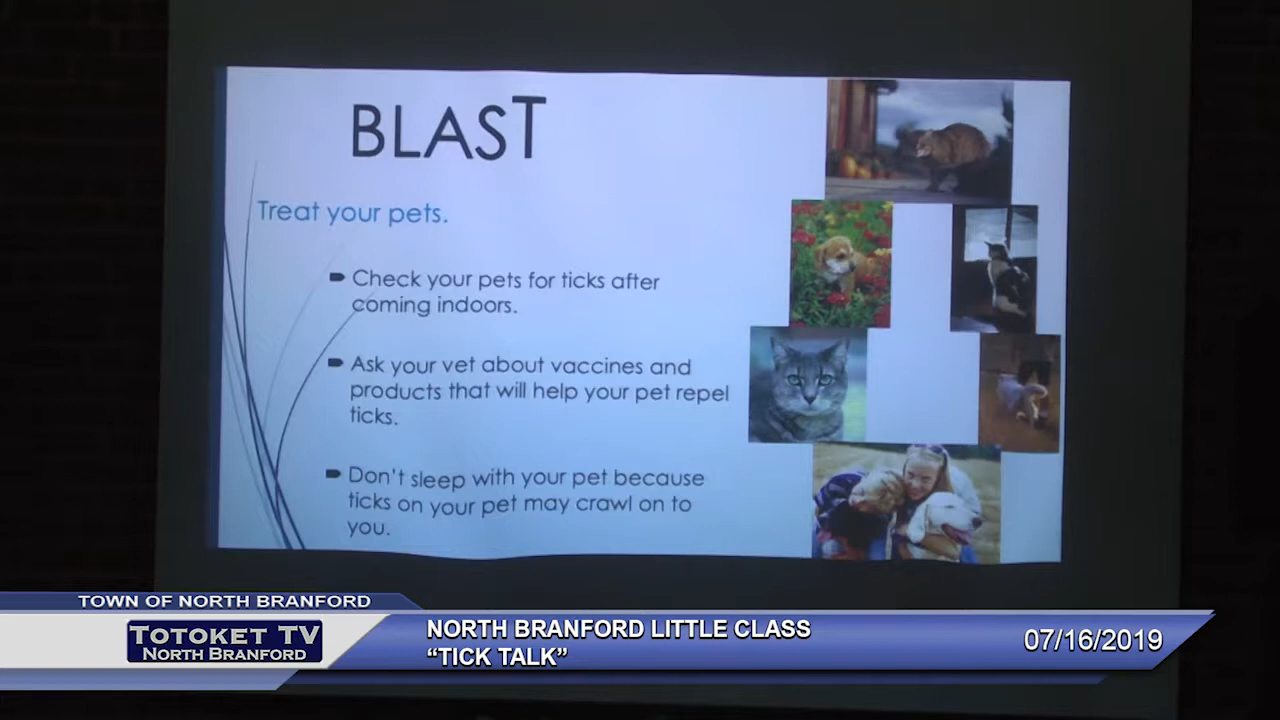 BLAST
Treat your pets.
Check your pets for ticks after
coming indoors.
Ask your vet about vaccines and
products that will help your pet repel
ticks.
Don't sleep with your pet because
ticks on your pet may crawl on to
you.
TOWN OF NORTH BRANFORD
TOTOKET TV
NORTH BRANFORD
NORTH BRANFORD LITTLE CLASS
“TICK TALK”
07/16/2019